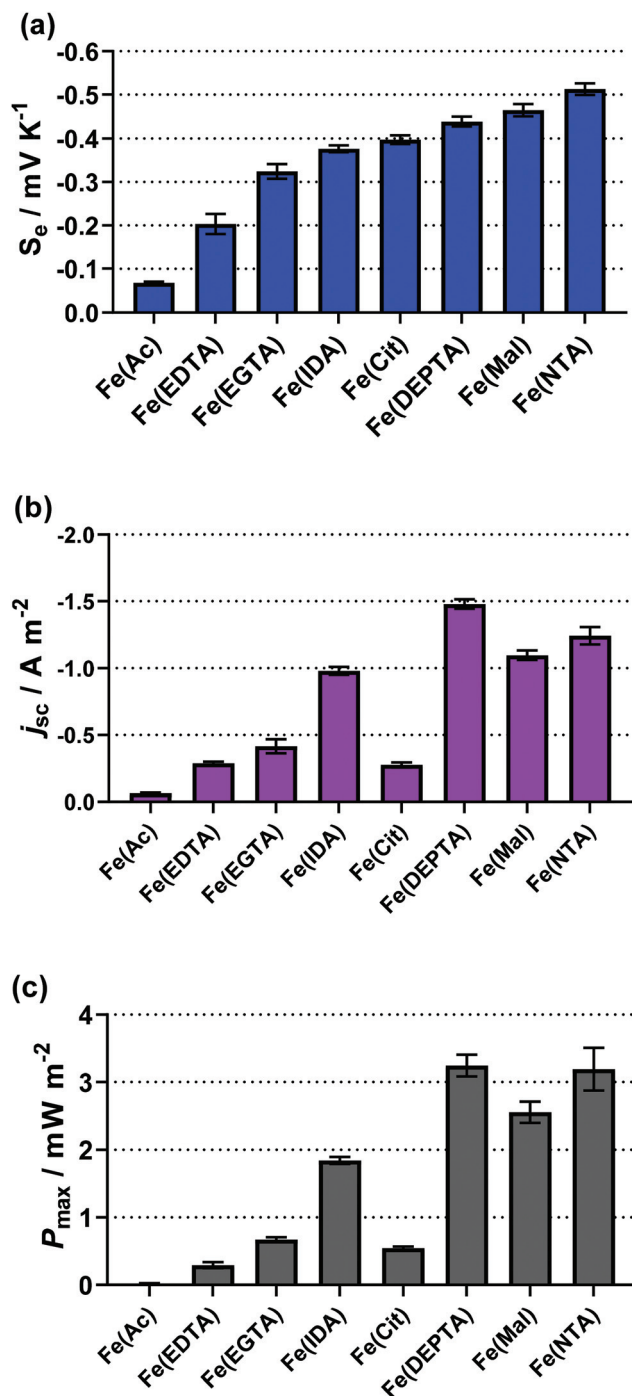 (a)
S_e / mV K^-1
-0.6
-0.5
-0.4
-0.3
-0.2
-0.1
0.0
Fe(Ac)
Fe(EDTA)
Fe(EGTA)
Fe(IDA)
Fe(Cit)
Fe(DEPTA)
Fe(Mal)
Fe(NTA)
(b)
j_sc / A m^-2
-2.0
-1.5
-1.0
-0.5
0.0
Fe(Ac)
Fe(EDTA)
Fe(EGTA)
Fe(IDA)
Fe(Cit)
Fe(DEPTA)
Fe(Mal)
Fe(NTA)
(c)
P_max / mW m^-2
4
3
2
1
0
Fe(Ac)
Fe(EDTA)
Fe(EGTA)
Fe(IDA)
Fe(Cit)
Fe(DEPTA)
Fe(Mal)
Fe(NTA)